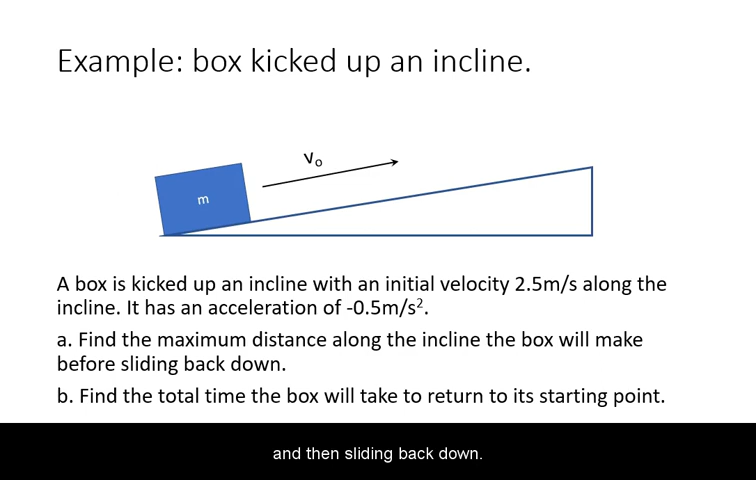 Example: box kicked up an incline.
Vo
m
A box is kicked up an incline with an initial velocity 2.5m/s along the
incline. It has an acceleration of -0.5m/s².
a. Find the maximum distance along the incline the box will make
before sliding back down.
b. Find the total time the box will take to return to its starting point.
and then sliding back down.